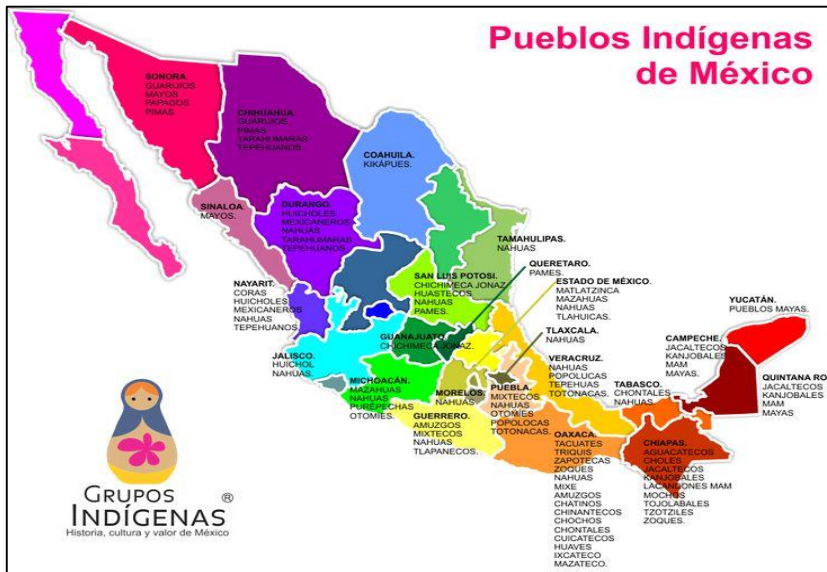 Pueblos Indígenas
de México
SONORA.
GUARIJIOS
MAYOS
PAPAGOS
PIMAS
CHIHUAHUA.
GUARIJIOS.
PIMAS
TARAHUMARAS
TEPEHUANOS.
COAHUILA.
KIKÁPUES.
SINALOA.
MAYOS.
DURANGO.
HUICHOLES
MEXICANEROS
NAHUAS
TARAHUMARAS
TEPEHUANOS.
TAMAHULIPAS.
NAHUAS
QUERETARO.
PAMES.
SAN LUIS POTOSI.
CHICHIMECA JONAZ
HUASTECOS
NAHUAS
PAMES.
ESTADO DE MÉXICO.
MATLATZINCA
MAZAHUAS
NAHUAS
TLAHUICAS.
NAYARIT.
CORAS
HUICHOLES
MEXICANEROS
NAHUAS
TEPEHUANOS.
YUCATÁN.
PUEBLOS MAYAS.
TLAXCALA.
NAHUAS
GUANAJUATO.
CHICHIMECA JONAZ.
CAMPECHE.
JACALTECOS
KANJOBALES
MAM
MAYAS.
JALISCO.
HUICHOL
NAHUAS.
VERACRUZ.
NAHUAS
POPOLUCAS
TEPEHUAS
TOTONACAS.
QUINTANA RO
JACALTECOS
KANJOBALES
MAM
MAYAS
MICHOACÁN.
MAZAHUAS
NAHUAS
PURÉPECHAS
OTOMÍES.
MORELOS.
NAHUAS
PUEBLA.
MIXTECOS
NAHUAS
OTOMÍES
POPOLOCAS
TOTONACAS.
TABASCO.
CHONTALES
NAHUAS.
GUERRERO.
AMUZGOS
MIXTECOS
NAHUAS
TLAPANECOS.
OAXACA.
TACUATES
TRIQUIS
ZAPOTECAS
ZOQUES
NAHUAS
MIXE
AMUZGOS
CHATINOS
CHINANTECOS
CHOCHOS
CHONTALES
CUICATECOS
HUAVES
IXCATECO
MAZATECO.
CHIAPAS.
AGUACATECOS
CHOLES
JACALTECOS
KANJOBALES
LACANDONES MAM
MOCHOS
TOJOLABALES
TZOTZILES
ZOQUES.
GRUPOS
INDÍGENAS ®
Historia, cultura y valor de México